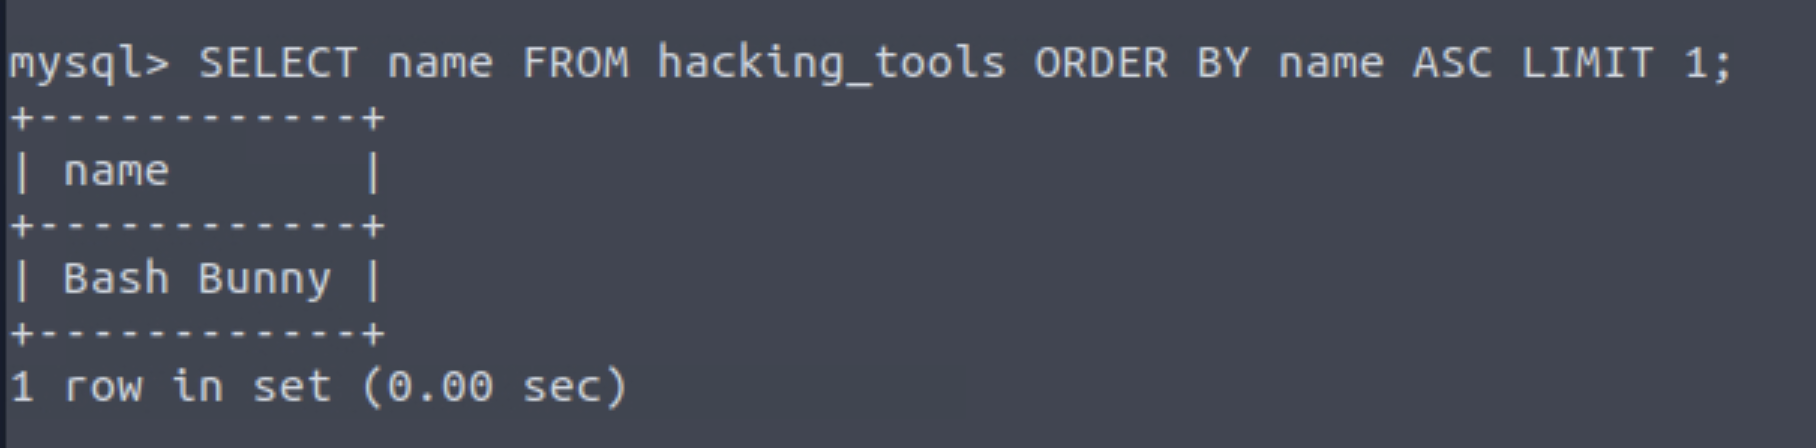 mysql> SELECT name FROM hacking_tools ORDER BY name ASC LIMIT 1;
+------------+
| name       |
+------------+
| Bash Bunny |
+------------+
1 row in set (0.00 sec)